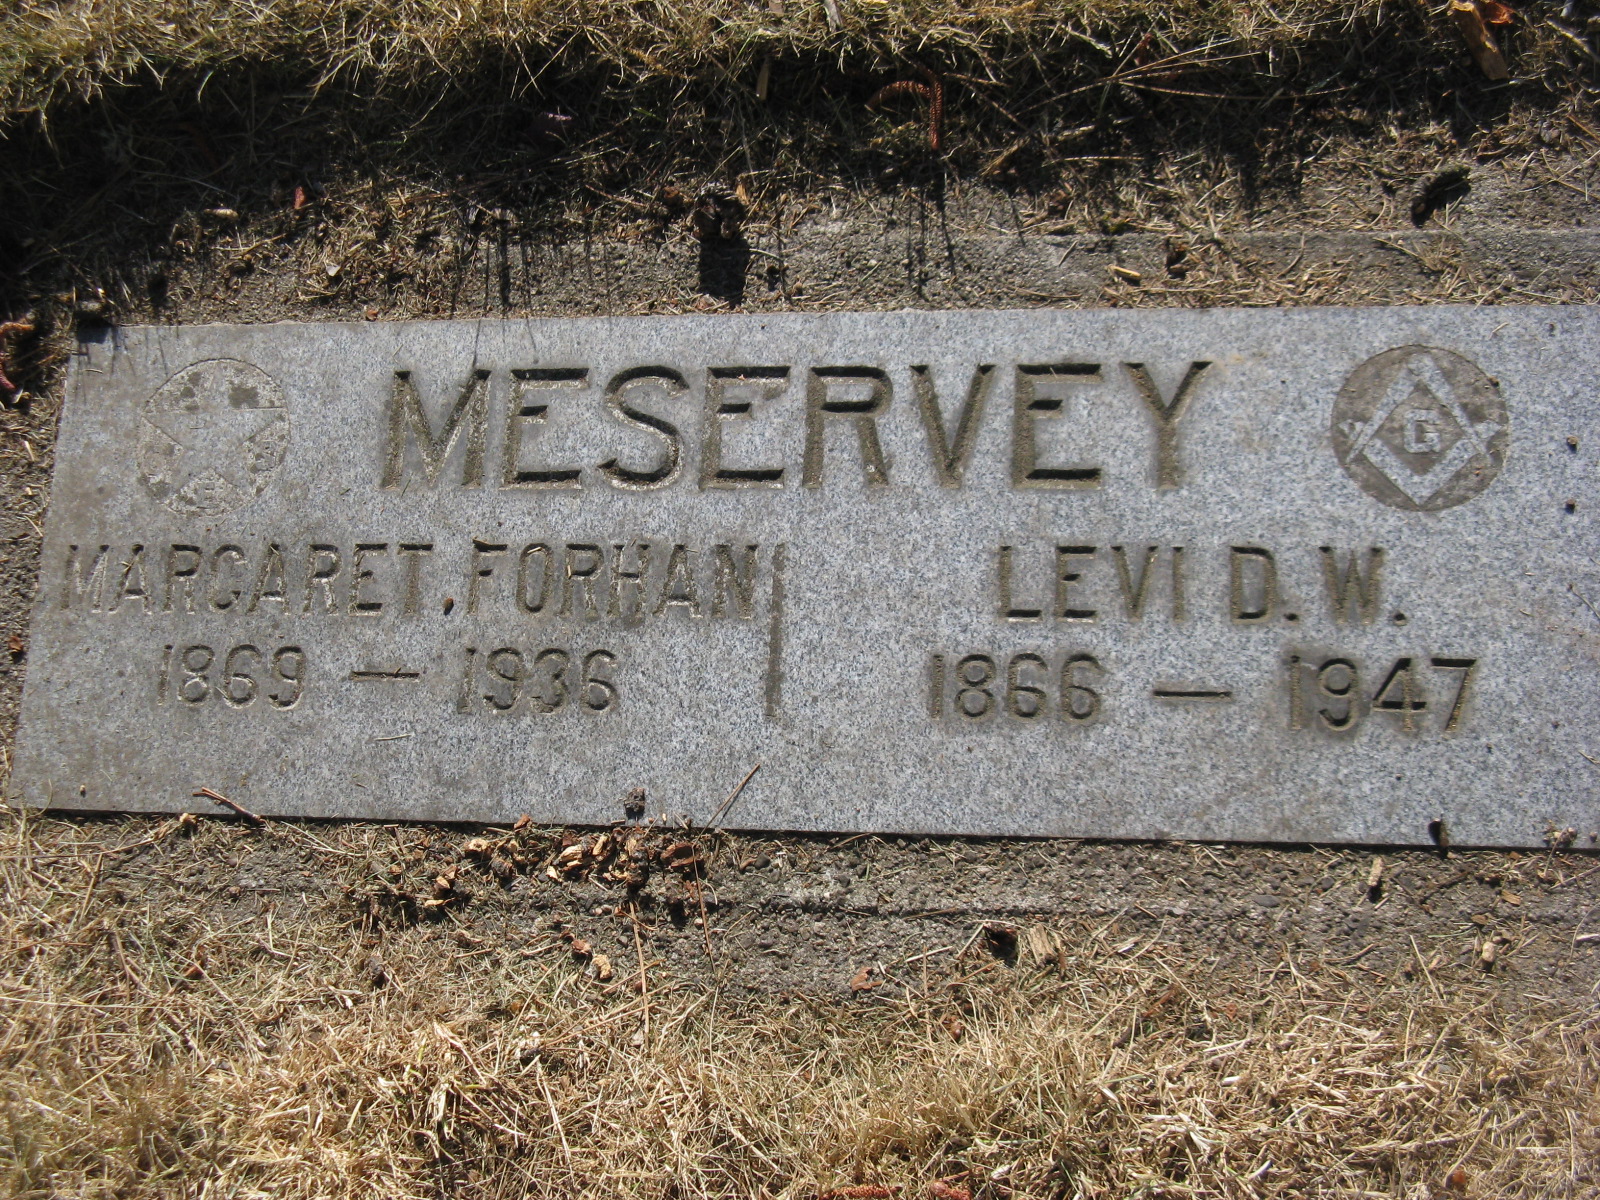 MESERVEY
G
MARGARET FORHAN
1869 — 1936
LEVI D. W.
1866 — 1947